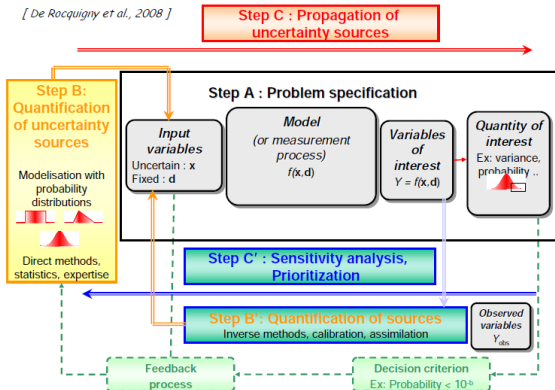 [ De Rocquigny et al., 2008 ]
Step C : Propagation of
uncertainty sources
Step B:
Quantification
of uncertainty
sources
Modelisation with
probability
distributions
Direct methods,
statistics, expertise
Step A : Problem specification
Input
variables
Uncertain : x
Fixed : d
Model
(or measurement
process)
f(x,d)
Variables
of interest
Y = f(x,d)
Quantity of
interest
Ex: variance,
probability ..
Step C' : Sensitivity analysis,
Prioritization
Step B': Quantification of sources
Inverse methods, calibration, assimilation
Observed
variables
Yobs
Feedback
process
Decision criterion
Ex: Probability < 10-b